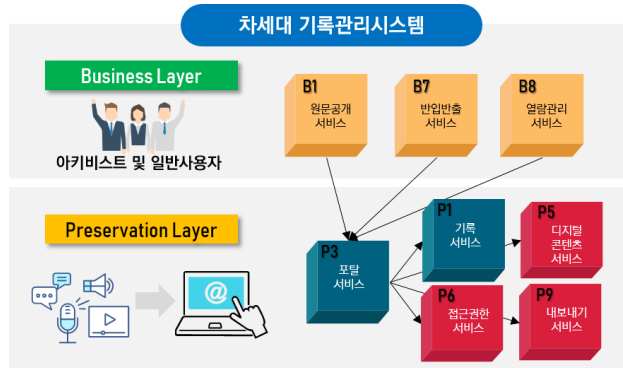 차세대 기록관리시스템
Business Layer
아키비스트 및 일반사용자
B1
원문공개
서비스
B7
반입반출
서비스
B8
열람관리
서비스
Preservation Layer
@
P3
포탈
서비스
P1
기록
서비스
P5
디지털
콘텐츠
서비스
P6
접근권한
서비스
P9
내보내기
서비스